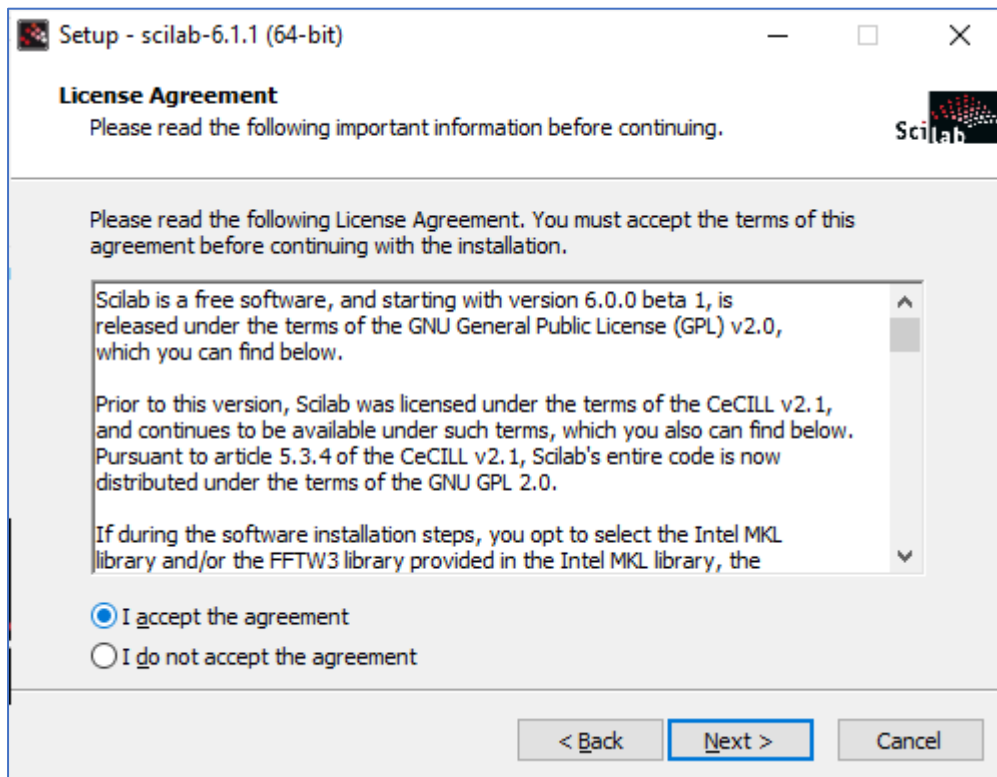 Setup - scilab-6.1.1 (64-bit)
License Agreement
Please read the following important information before continuing.
Scilab
Please read the following License Agreement. You must accept the terms of this
agreement before continuing with the installation.
Scilab is a free software, and starting with version 6.0.0 beta 1, is
released under the terms of the GNU General Public License (GPL) v2.0,
which you can find below.
Prior to this version, Scilab was licensed under the terms of the CeCILL v2.1,
and continues to be available under such terms, which you also can find below.
Pursuant to article 5.3.4 of the CeCILL v2.1, Scilab's entire code is now
distributed under the terms of the GNU GPL 2.0.
If during the software installation steps, you opt to select the Intel MKL
library and/or the FFTW3 library provided in the Intel MKL library, the
I accept the agreement
I do not accept the agreement
< Back
Next >
Cancel